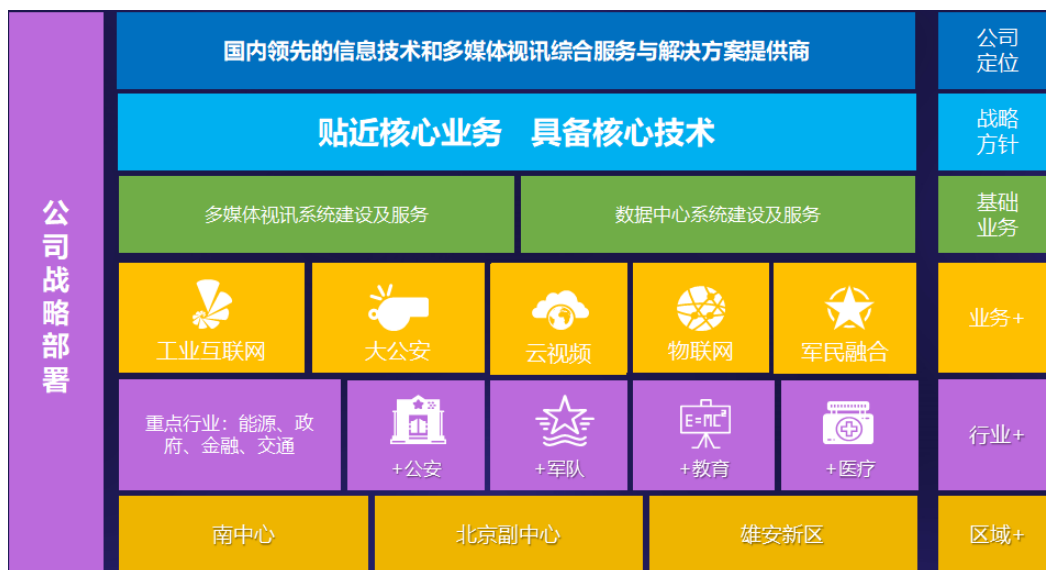 公司战略部署
国内领先的信息技术和多媒体视讯综合服务与解决方案提供商
公司
定位
贴近核心业务 具备核心技术
战略
方针
多媒体视讯系统建设及服务
数据中心系统建设及服务
基础
业务
工业互联网
大公安
云视频
物联网
军民融合
业务+
重点行业：能源、政
府、金融、交通
+公安
+军队
E=MC²
+教育
+医疗
行业+
南中心
北京副中心
雄安新区
区域+